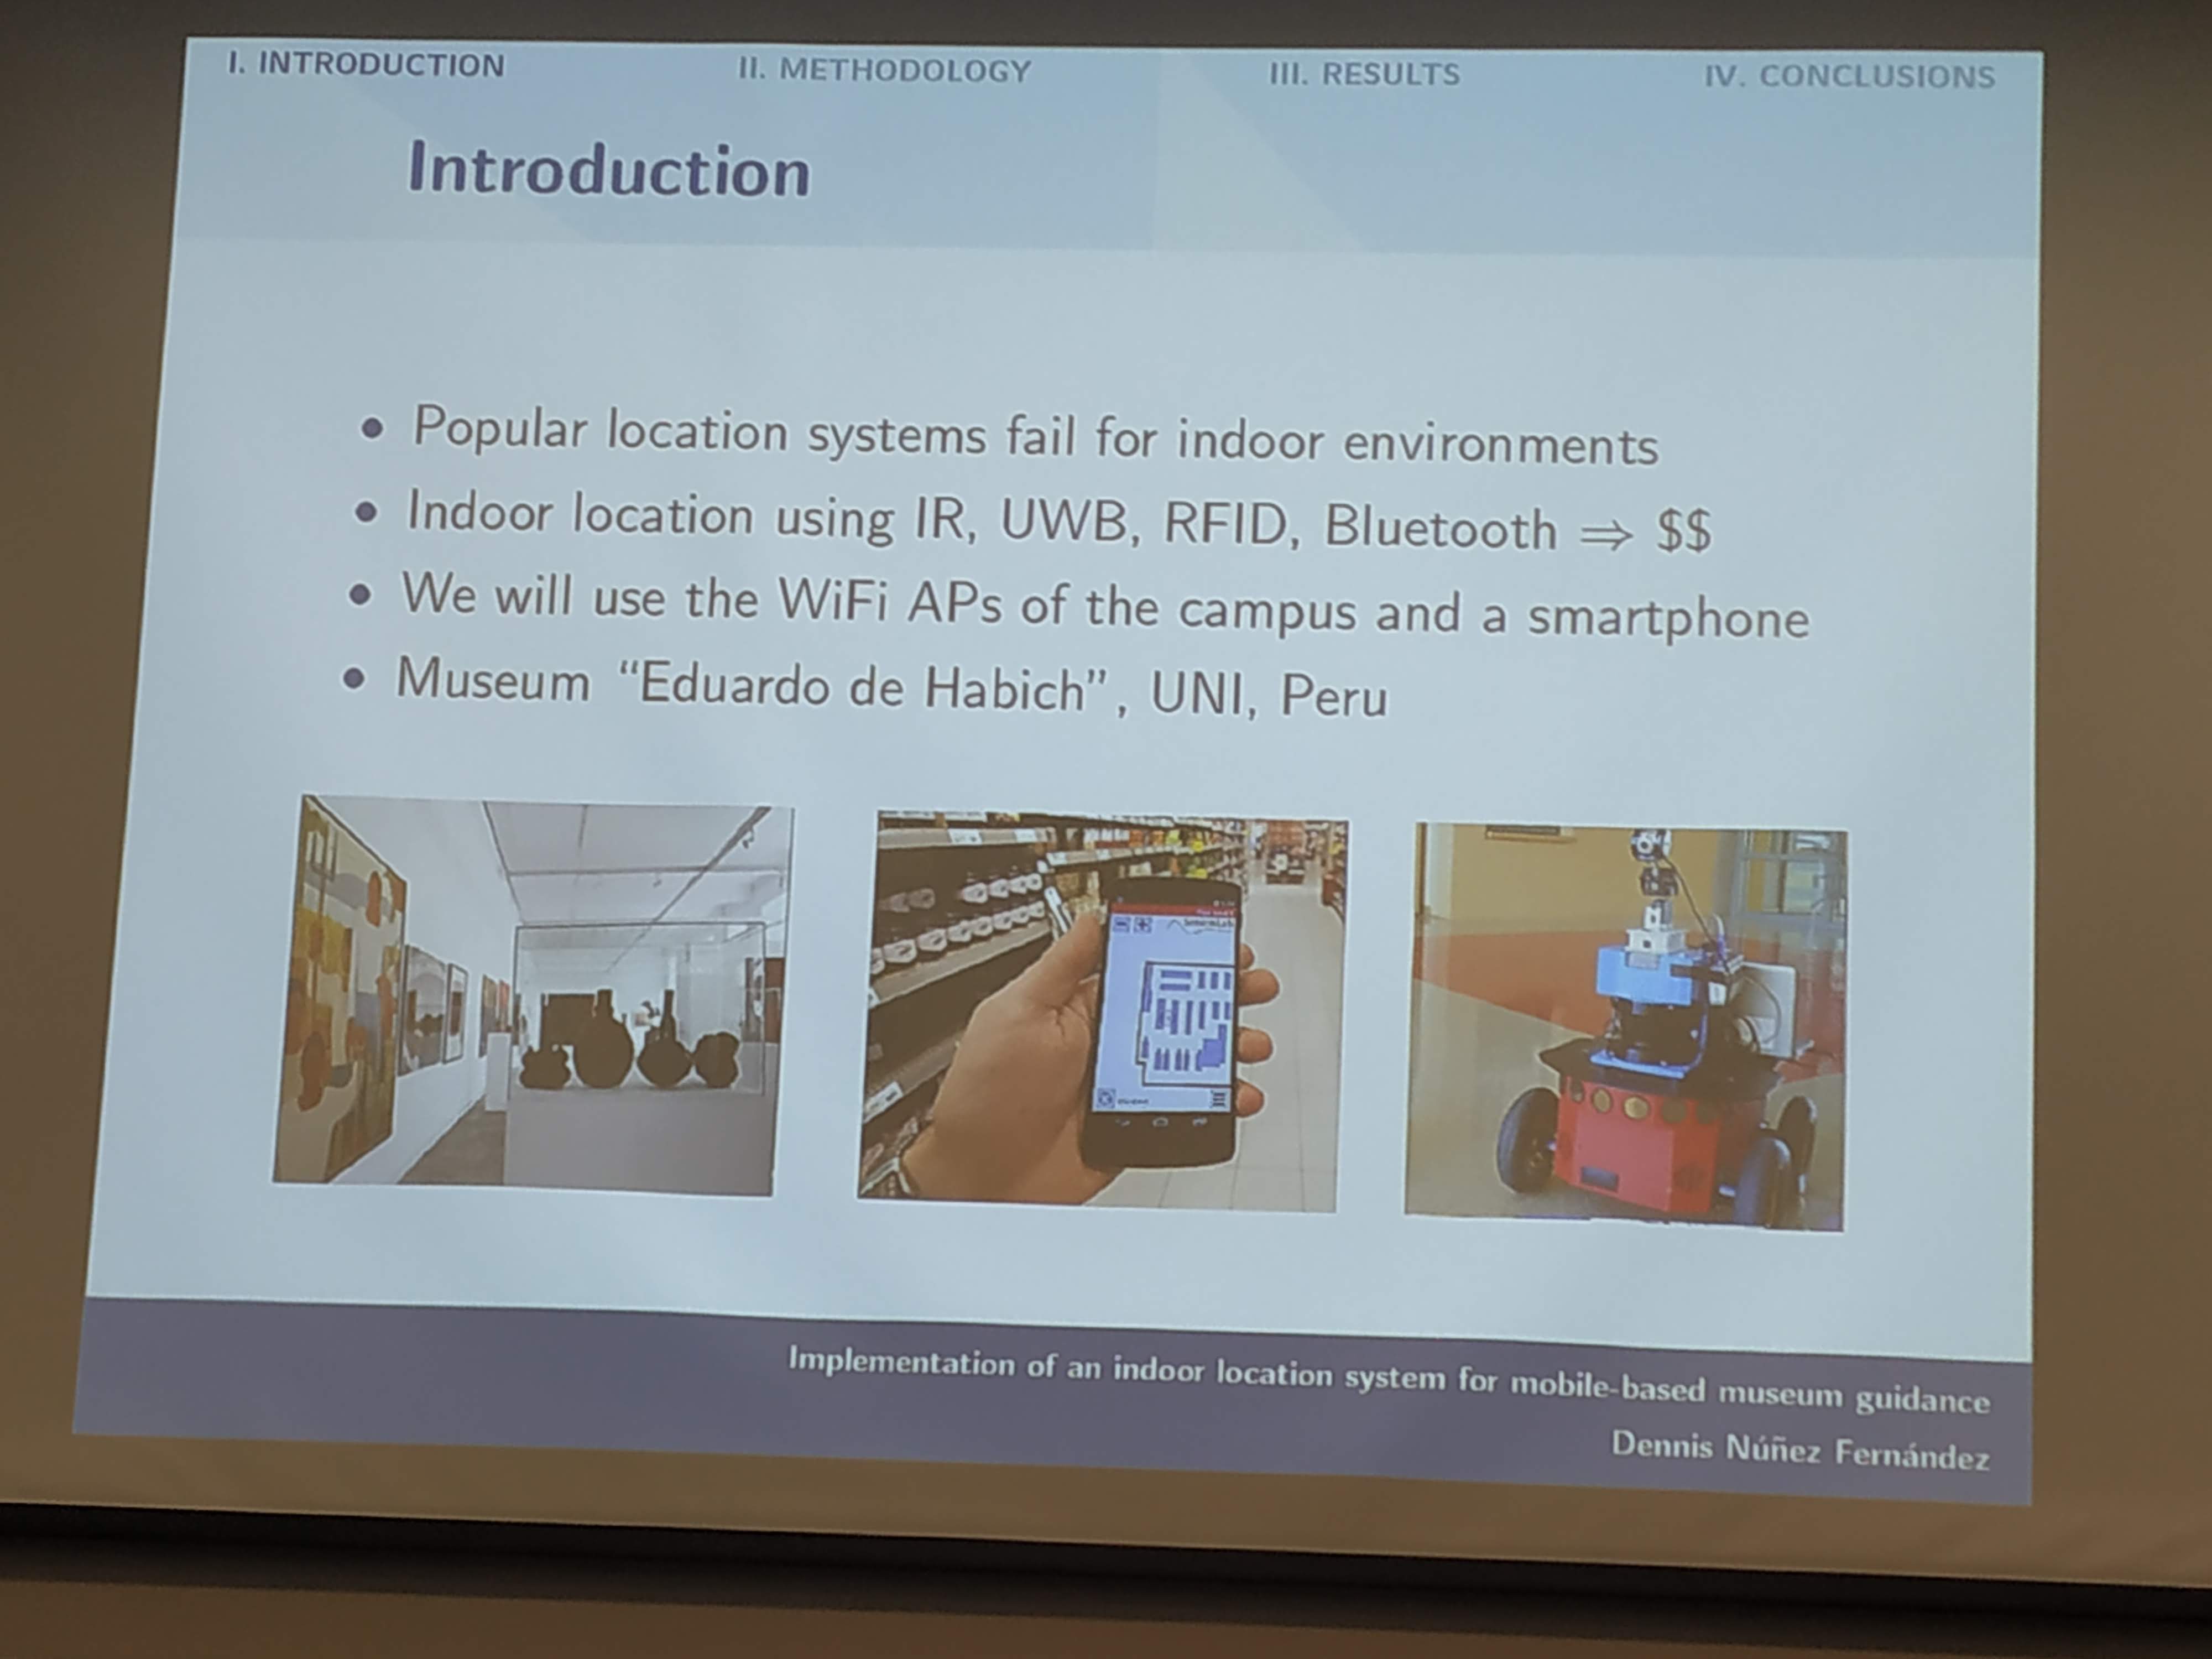 I. INTRODUCTION
II. METHODOLOGY
III. RESULTS
IV. CONCLUSIONS
Introduction
• Popular location systems fail for indoor environments
• Indoor location using IR, UWB, RFID, Bluetooth ⇒ $$
• We will use the WiFi APs of the campus and a smartphone
• Museum “Eduardo de Habich”, UNI, Peru
Implementation of an indoor location system for mobile-based museum guidance
Dennis Núñez Fernández